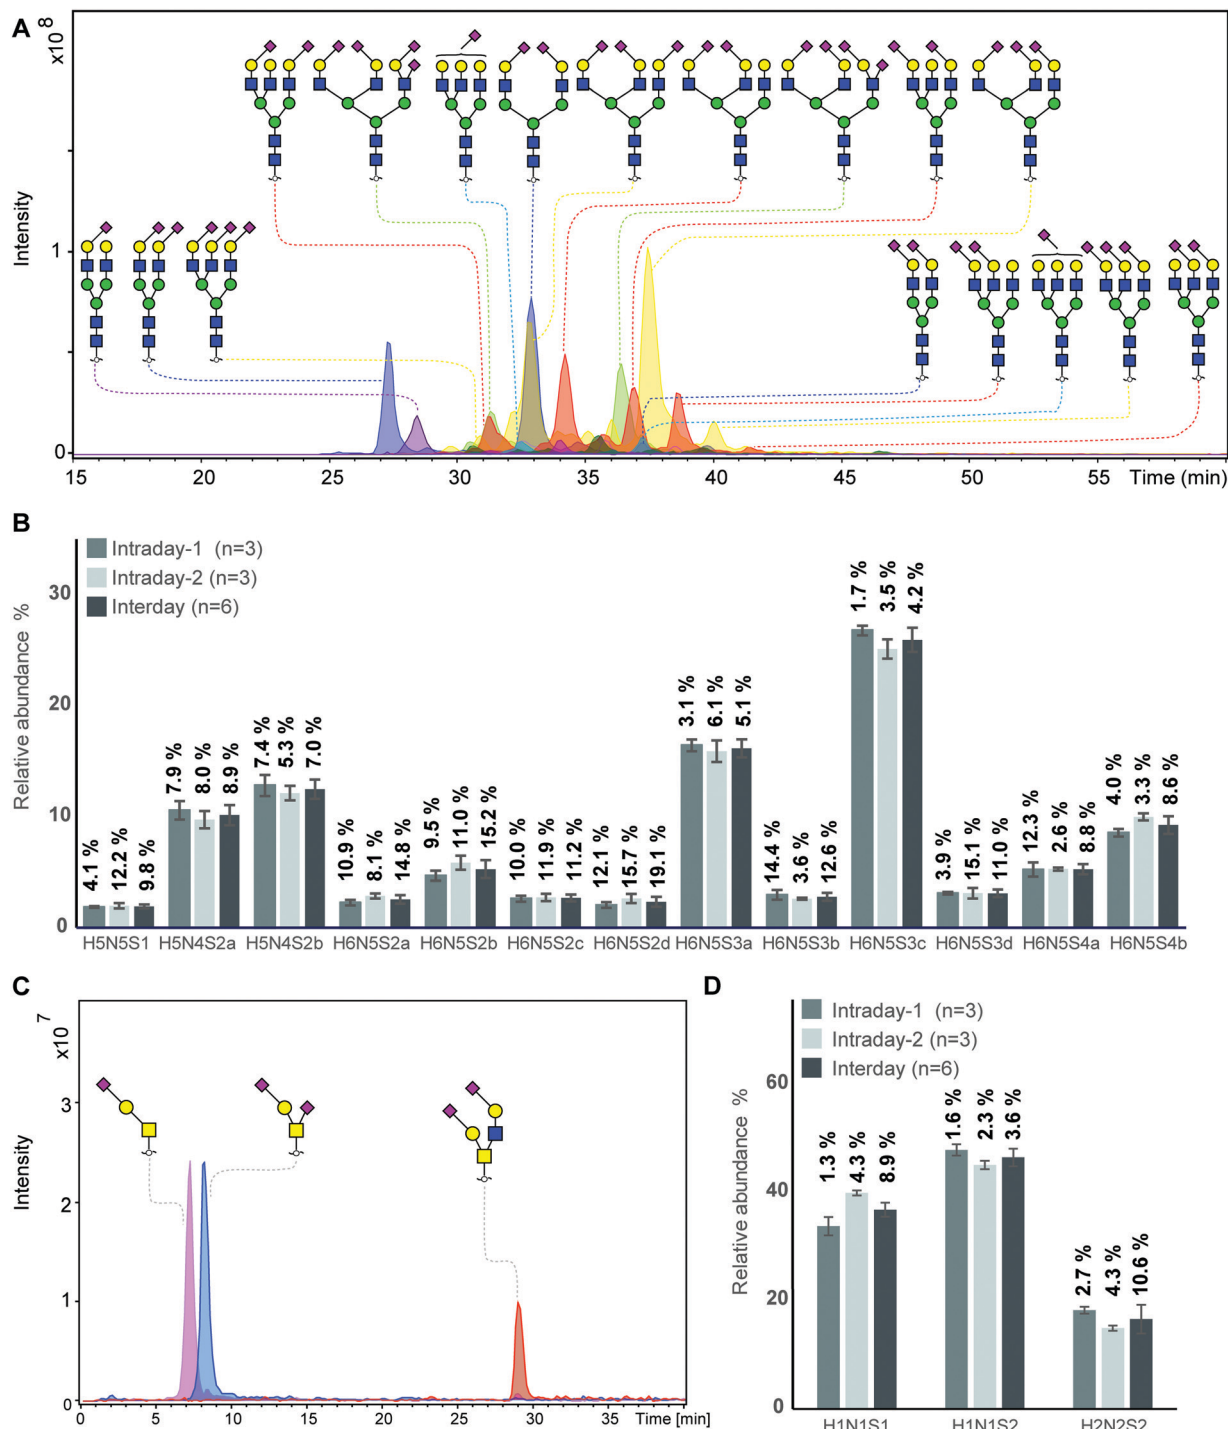 A
x10⁸
Intensity
1
0
15 20 25 30 35 40 45 50 55 Time (min)
B
Intraday-1 (n=3)
Intraday-2 (n=3)
Interday (n=6)
Relative abundance %
30
20
10
0
4.1 % 12.2 % 9.8 %
7.9 % 8.0 % 8.9 %
7.4 % 5.3 % 7.0 %
10.9 % 8.1 % 14.8 %
9.5 % 11.0 % 15.2 %
10.0 % 11.9 % 11.2 %
12.1 % 15.7 % 19.1 %
3.1 % 6.1 % 5.1 %
14.4 % 3.6 % 12.6 %
1.7 % 3.5 % 4.2 %
3.9 % 15.1 % 11.0 %
12.3 % 2.6 % 8.8 %
4.0 % 3.3 % 8.6 %
H5N5S1 H5N4S2a H5N4S2b H6N5S2a H6N5S2b H6N5S2c H6N5S2d H6N5S3a H6N5S3b H6N5S3c H6N5S3d H6N5S4a H6N5S4b
C
x10⁷
Intensity
3
2
1
0
0 5 10 15 20 25 30 35 Time [min]
D
Intraday-1 (n=3)
Intraday-2 (n=3)
Interday (n=6)
Relative abundance %
60
40
20
0
1.3 % 4.3 % 8.9 %
1.6 % 2.3 % 3.6 %
2.7 % 4.3 % 10.6 %
H1N1S1 H1N1S2 H2N2S2